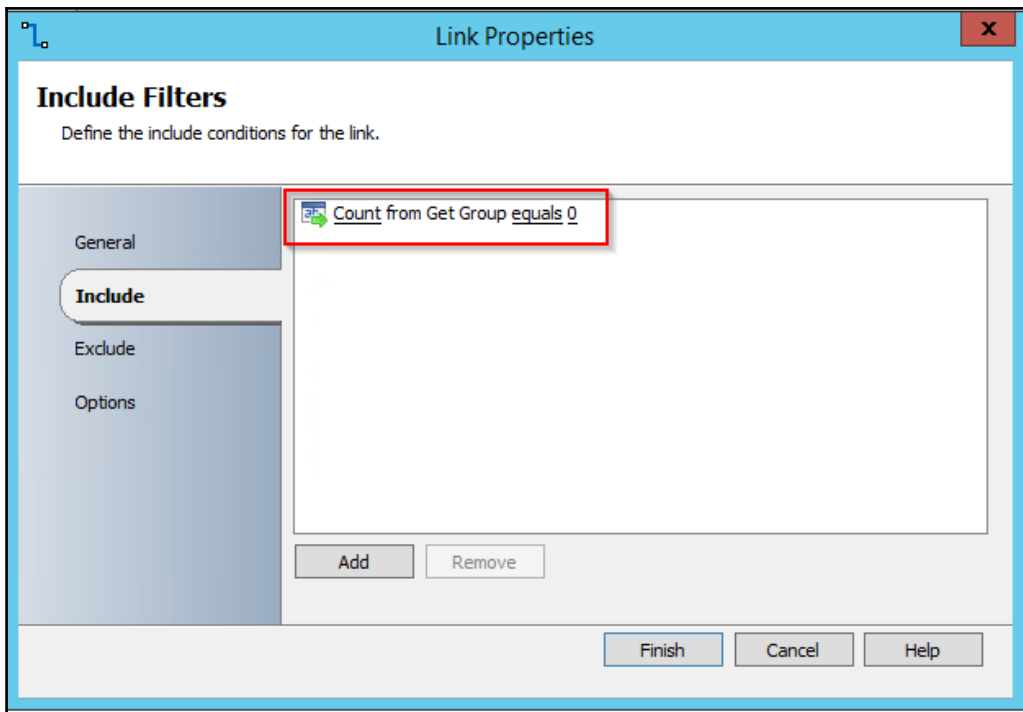 Link Properties
x
Include Filters
Define the include conditions for the link.
General
Include
Exclude
Options
ab
Count from Get Group equals 0
Add
Remove
Finish
Cancel
Help